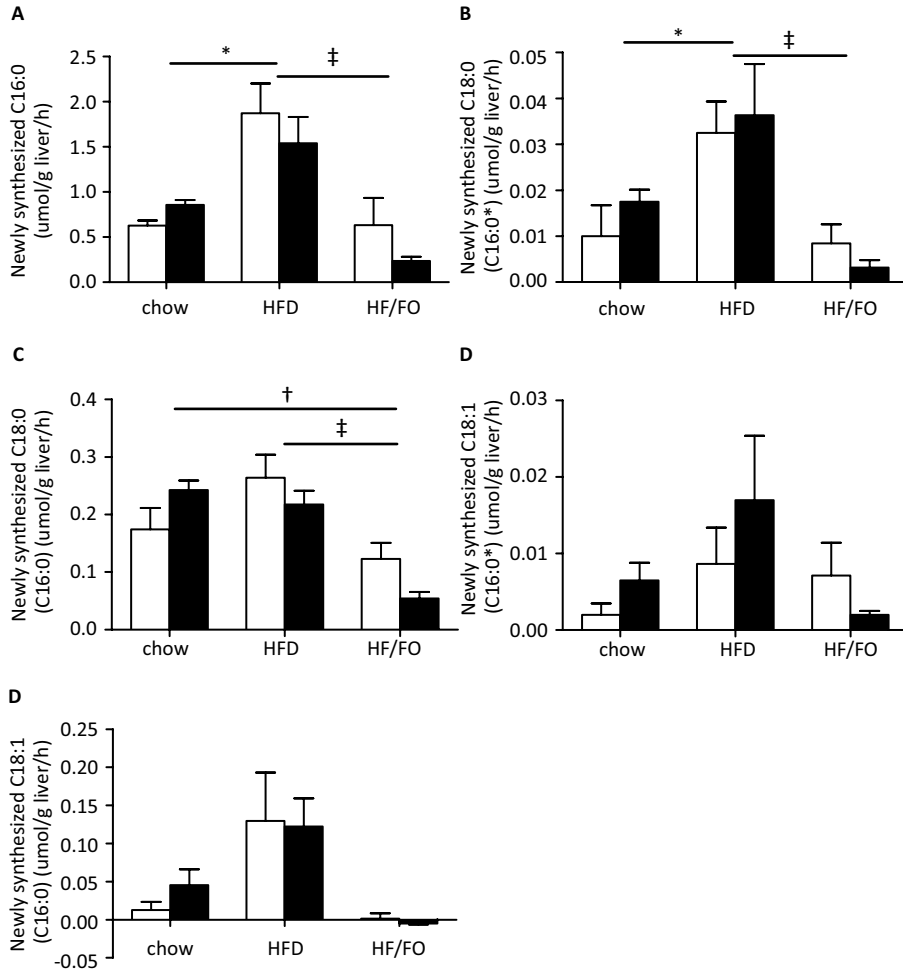 A
Newly synthesized C16:0
(umol/g liver/h)
2.5
2.0
1.5
1.0
0.5
0.0
*
‡
chow HFD HF/FO
B
Newly synthesized C18:0
(C16:0*) (umol/g liver/h)
0.05
0.04
0.03
0.02
0.01
0.00
*
‡
chow HFD HF/FO
C
Newly synthesized C18:0
(C16:0) (umol/g liver/h)
0.4
0.3
0.2
0.1
0.0
†
‡
chow HFD HF/FO
D
Newly synthesized C18:1
(C16:0*) (umol/g liver/h)
0.03
0.02
0.01
0.00
chow HFD HF/FO
D
Newly synthesized C18:1
(C16:0) (umol/g liver/h)
0.25
0.20
0.15
0.10
0.05
0.00
-0.05
chow HFD HF/FO